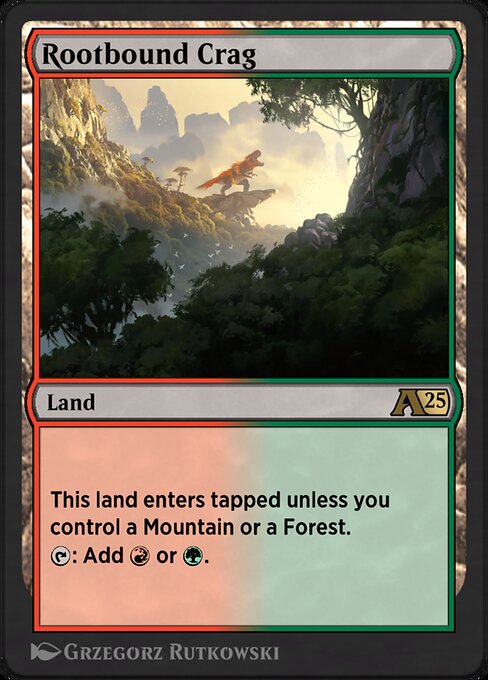 Rootbound Crag
Land
A25
This land enters tapped unless you
control a Mountain or a Forest.
: Add or .
Grzegorz Rutkowski